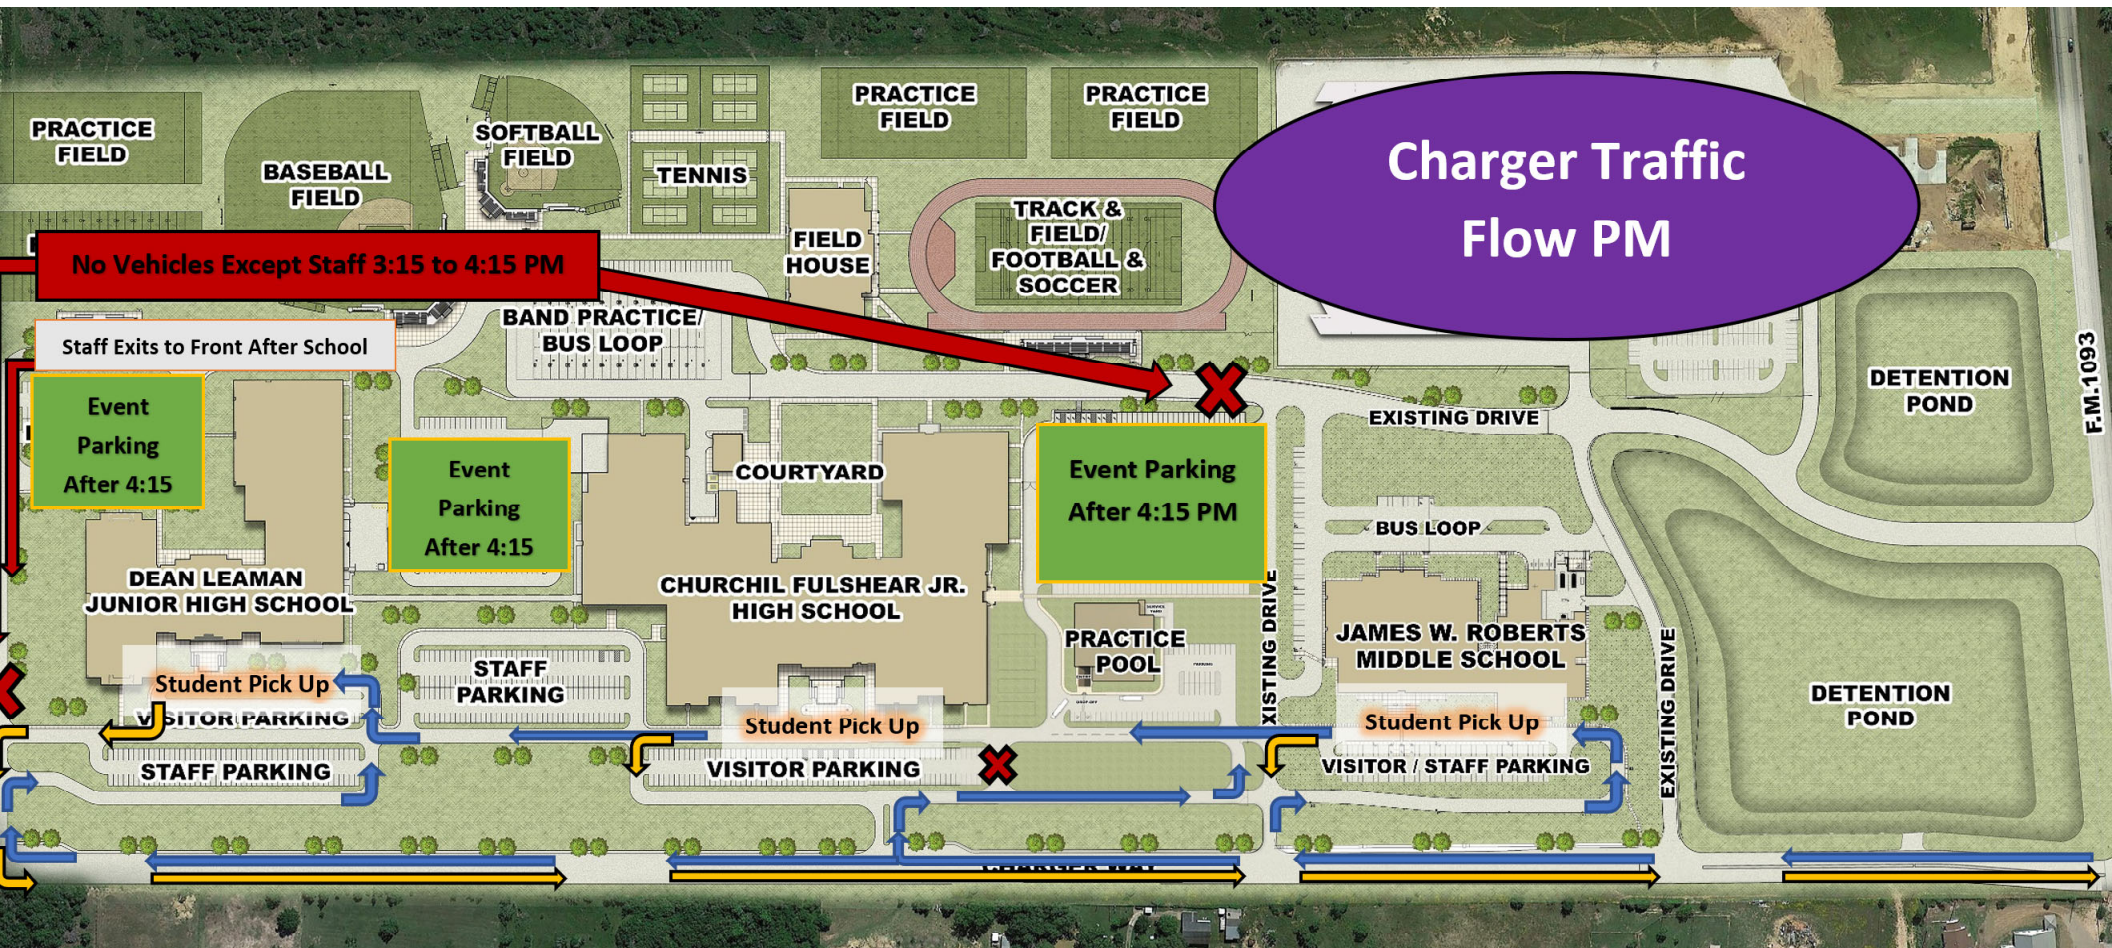 PRACTICE
FIELD
BASEBALL
FIELD
SOFTBALL
FIELD
TENNIS
PRACTICE
FIELD
PRACTICE
FIELD
Charger Traffic
Flow PM
FIELD
HOUSE
TRACK &
FIELD/
FOOTBALL &
SOCCER
No Vehicles Except Staff 3:15 to 4:15 PM
Staff Exits to Front After School
BAND PRACTICE/
BUS LOOP
DETENTION
POND
F.M.1093
EXISTING DRIVE
Event
Parking
After 4:15
Event
Parking
After 4:15
COURTYARD
Event Parking
After 4:15 PM
BUS LOOP
DEAN LEAMAN
JUNIOR HIGH SCHOOL
CHURCHIL FULSHEAR JR.
HIGH SCHOOL
PRACTICE
POOL
PARKING
EXISTING DRIVE
JAMES W. ROBERTS
MIDDLE SCHOOL
EXISTING DRIVE
DETENTION
POND
STAFF
PARKING
Student Pick Up
VISITOR PARKING
Student Pick Up
Student Pick Up
STAFF PARKING
VISITOR PARKING
VISITOR / STAFF PARKING
CHARGER WAY